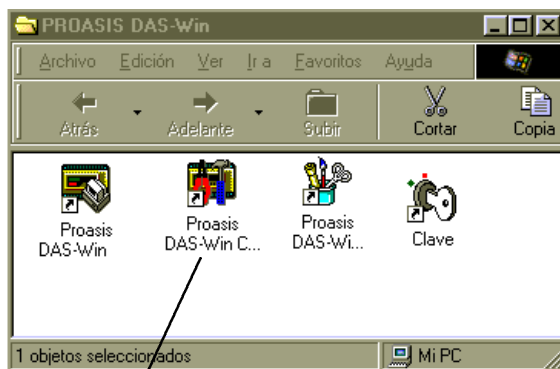 PROASIS DAS-Win
Archivo Edición Ver Ir a Favoritos Ayuda
Atrás Adelante Subir Cortar Copia
Proasis
DAS-Win
Proasis
DAS-Win C...
Proasis
DAS-Wi...
Clave
1 objetos seleccionados
Mi PC